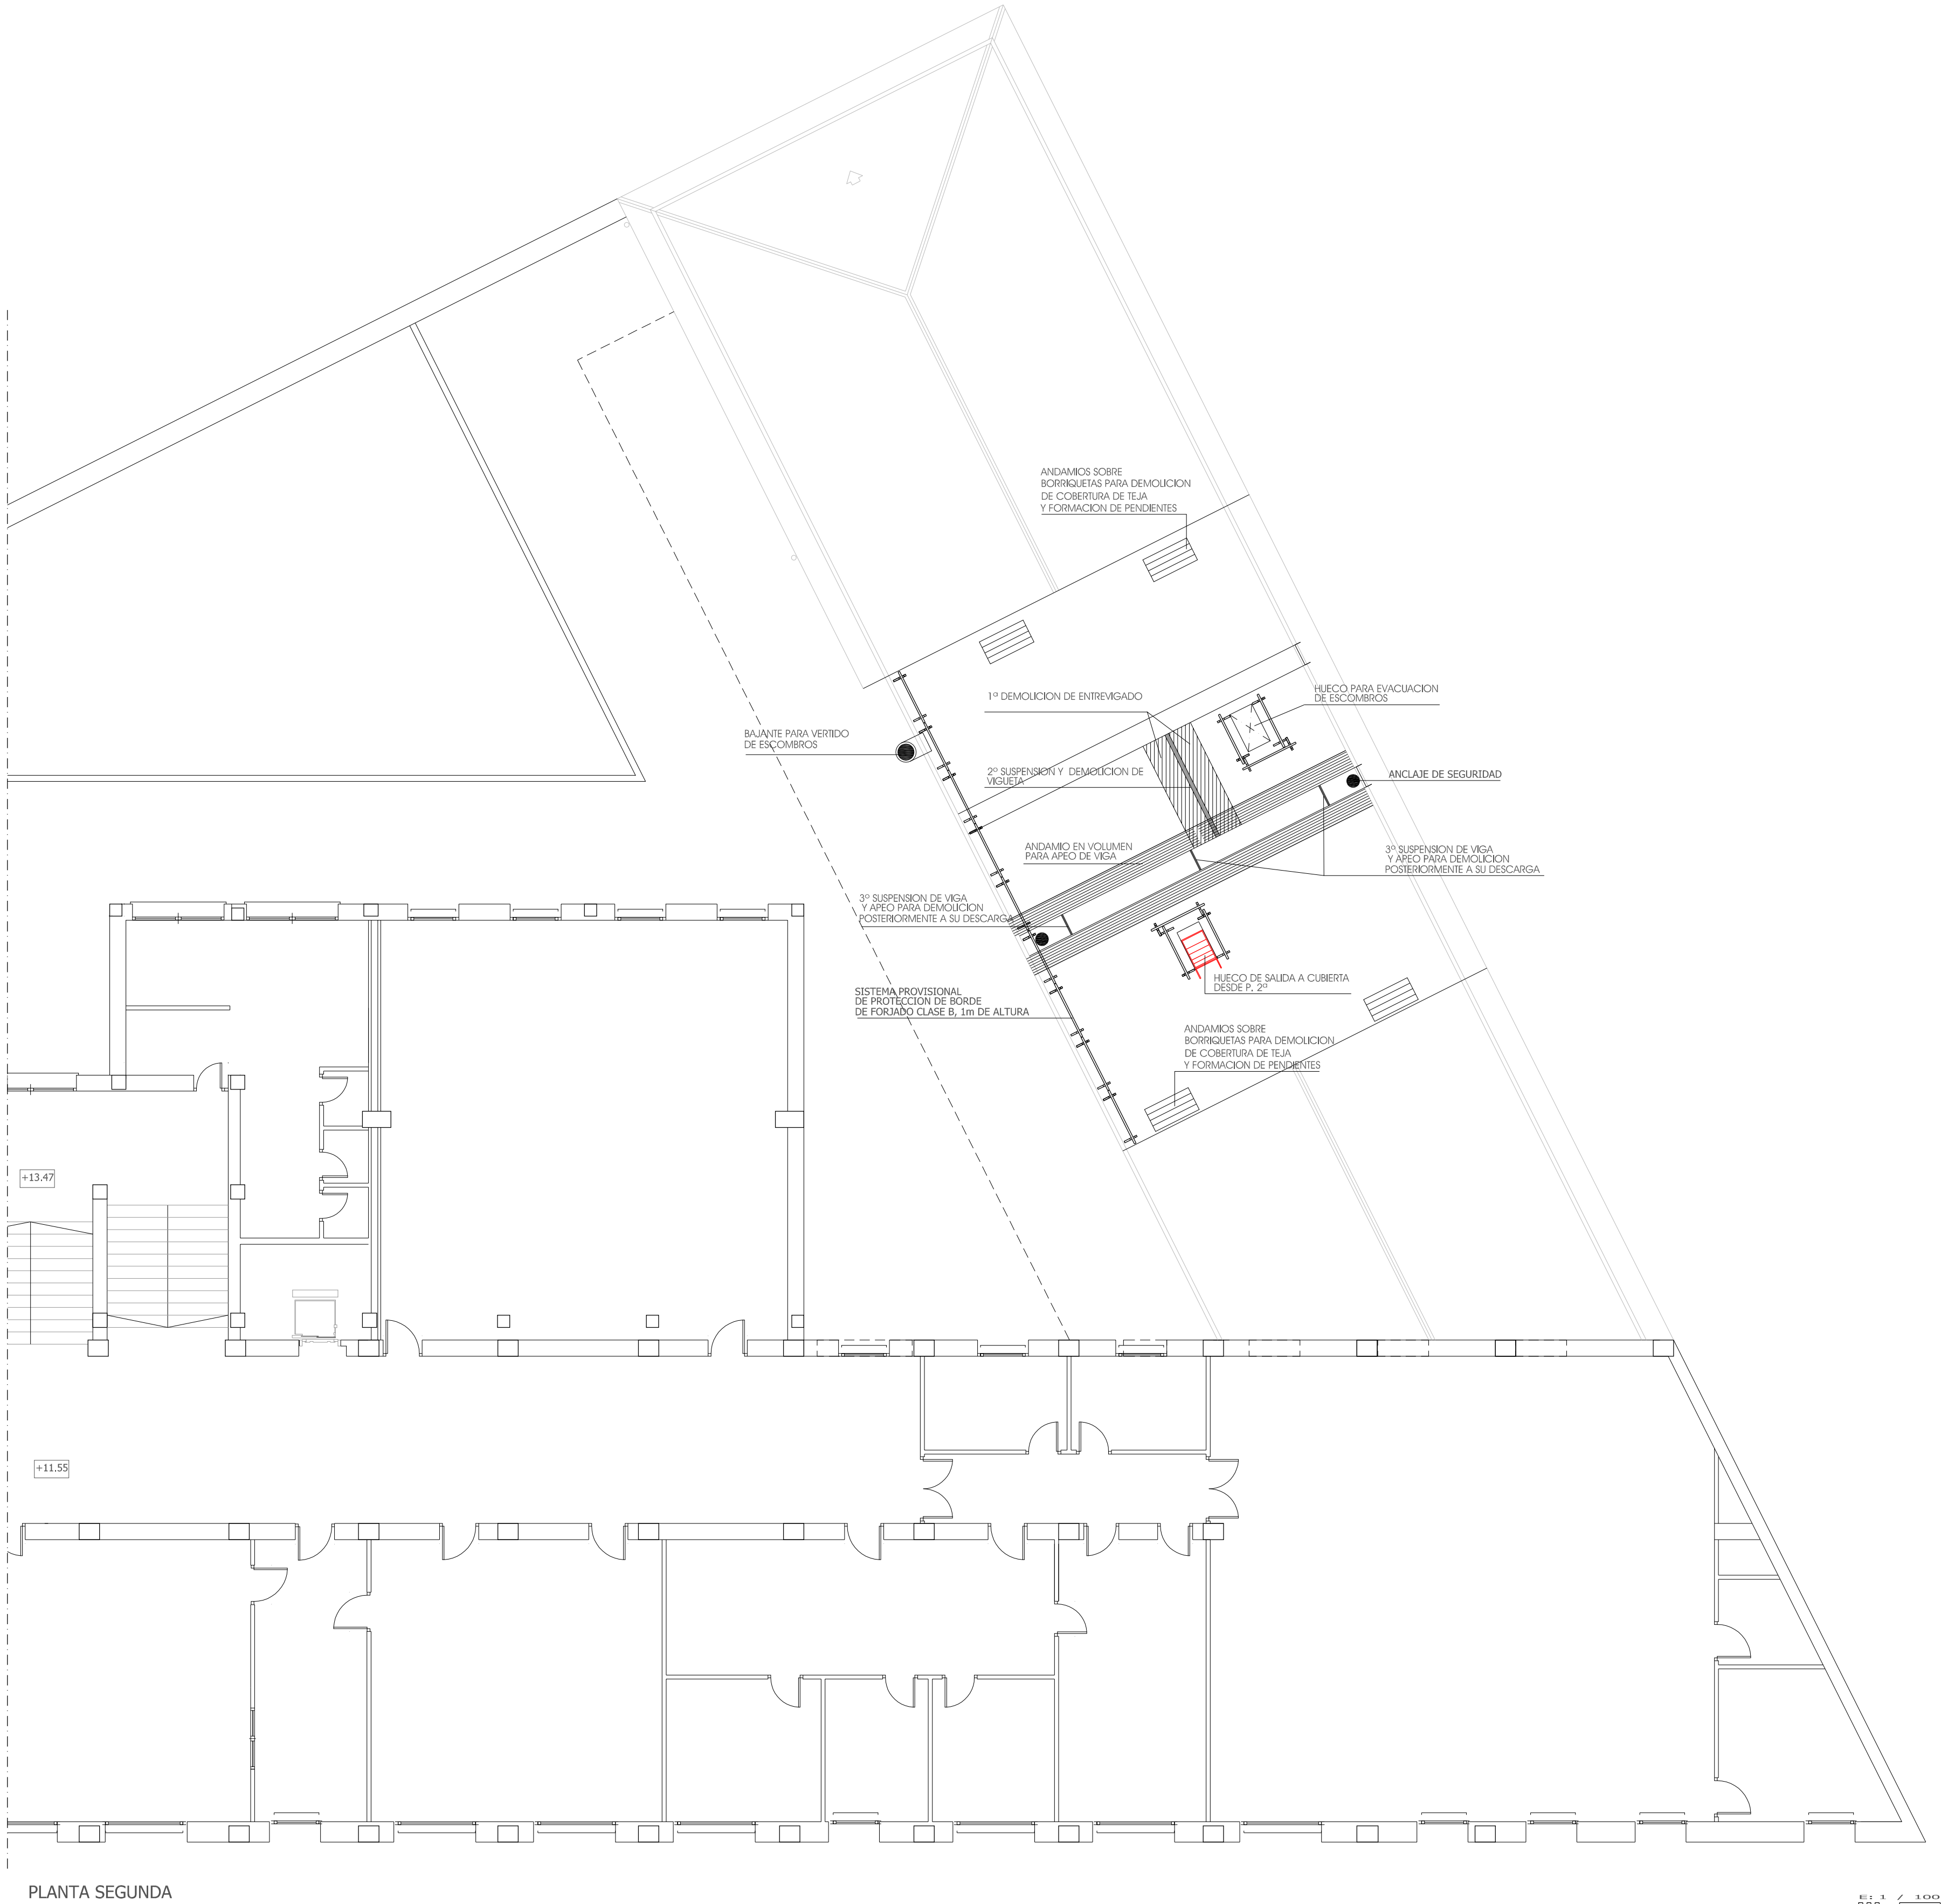 ANDAMIOS SOBRE
BORRIQUETAS PARA DEMOLICION
DE COBERTURA DE TEJA
Y FORMACION DE PENDIENTES
1ª DEMOLICION DE ENTREVIGADO
HUECO PARA EVACUACION
DE ESCOMBROS
BAJANTE PARA VERTIDO
DE ESCOMBROS
2º SUSPENSION Y DEMOLICION DE
VIGUETA
ANCLAJE DE SEGURIDAD
ANDAMIO EN VOLUMEN
PARA APEO DE VIGA
3º SUSPENSION DE VIGA
Y APEO PARA DEMOLICION
POSTERIORMENTE A SU DESCARGA
3º SUSPENSION DE VIGA
Y APEO PARA DEMOLICION
POSTERIORMENTE A SU DESCARGA
HUECO DE SALIDA A CUBIERTA
DESDE P. 2ª
SISTEMA PROVISIONAL
DE PROTECCION DE BORDE
DE FORJADO CLASE B, 1m DE ALTURA
ANDAMIOS SOBRE
BORRIQUETAS PARA DEMOLICION
DE COBERTURA DE TEJA
Y FORMACION DE PENDIENTES
+13.47
+11.55
PLANTA SEGUNDA
E: 1 / 100